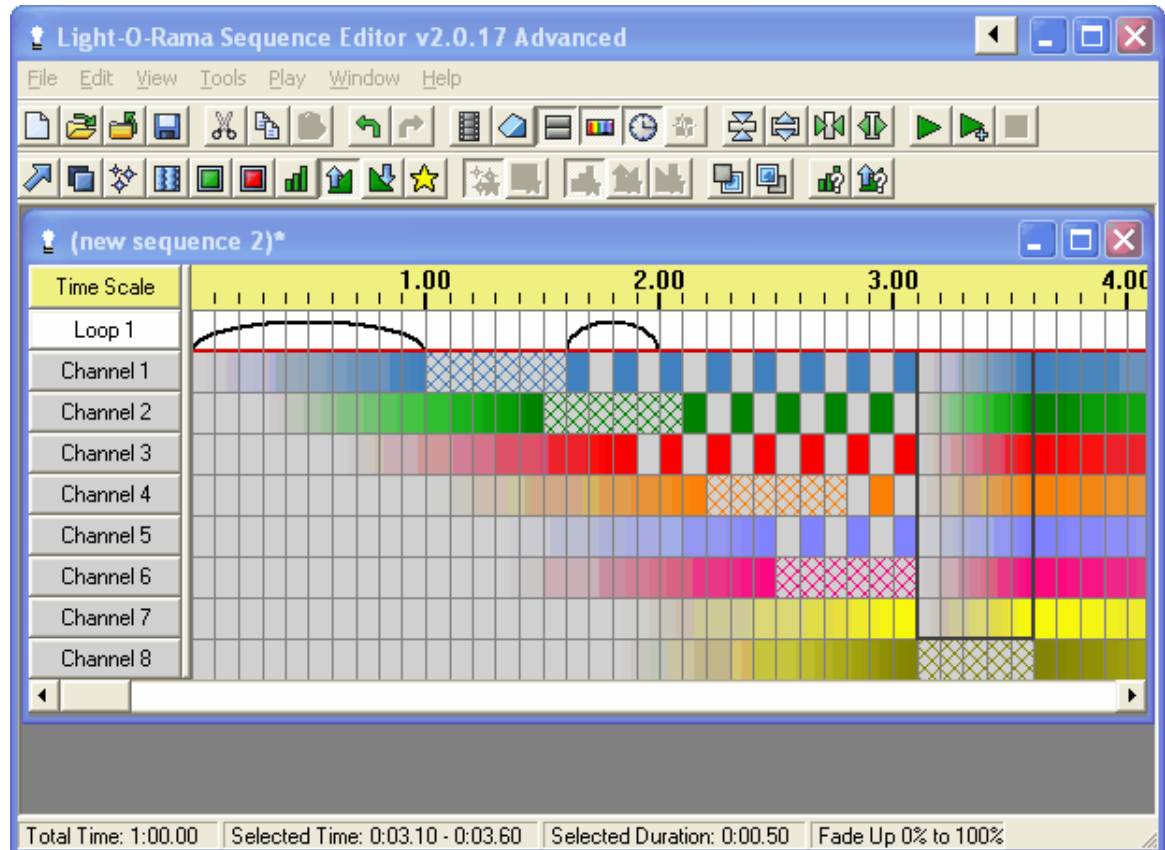 Light-O-Rama Sequence Editor v2.0.17 Advanced
File Edit View Tools Play Window Help
(new sequence 2)*
Time Scale 1.00 2.00 3.00 4.00
Loop 1
Channel 1
Channel 2
Channel 3
Channel 4
Channel 5
Channel 6
Channel 7
Channel 8
Total Time: 1:00.00 Selected Time: 0:03.10 - 0:03.60 Selected Duration: 0:00.50 Fade Up 0% to 100%